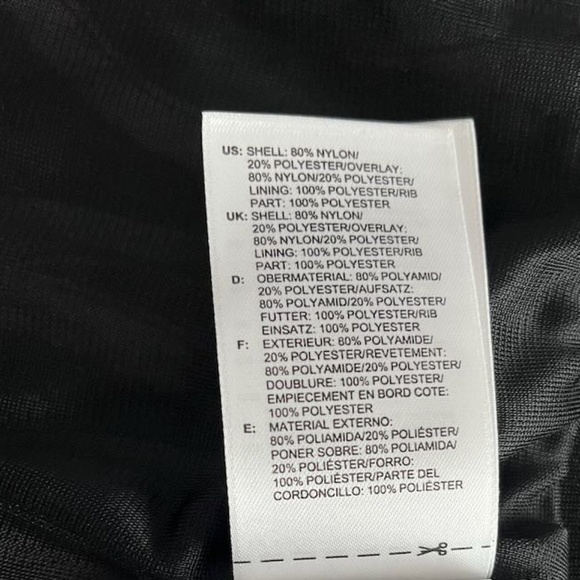 US: SHELL: 80% NYLON/
20% POLYESTER/OVERLAY:
80% NYLON/20% POLYESTER/
LINING: 100% POLYESTER/RIB
PART: 100% POLYESTER
UK: SHELL: 80% NYLON/
20% POLYESTER/OVERLAY:
80% NYLON/20% POLYESTER/
LINING: 100% POLYESTER/RIB
PART: 100% POLYESTER
D: OBERMATERIAL: 80% POLYAMID/
20% POLYESTER/AUFSATZ:
80% POLYAMID/20% POLYESTER/
FUTTER: 100% POLYESTER/RIB
EINSATZ: 100% POLYESTER
F: EXTERIEUR: 80% POLYAMIDE/
20% POLYESTER/REVETEMENT:
80% POLYAMIDE/20% POLYESTER/
DOUBLURE: 100% POLYESTER/
EMPIECEMENT EN BORD COTE:
100% POLYESTER
E: MATERIAL EXTERNO:
80% POLIAMIDA/20% POLIÉSTER/
PONER SOBRE: 80% POLIAMIDA/
20% POLIÉSTER/FORRO:
100% POLIÉSTER/PARTE DEL
CORDONCILLO: 100% POLIÉSTER